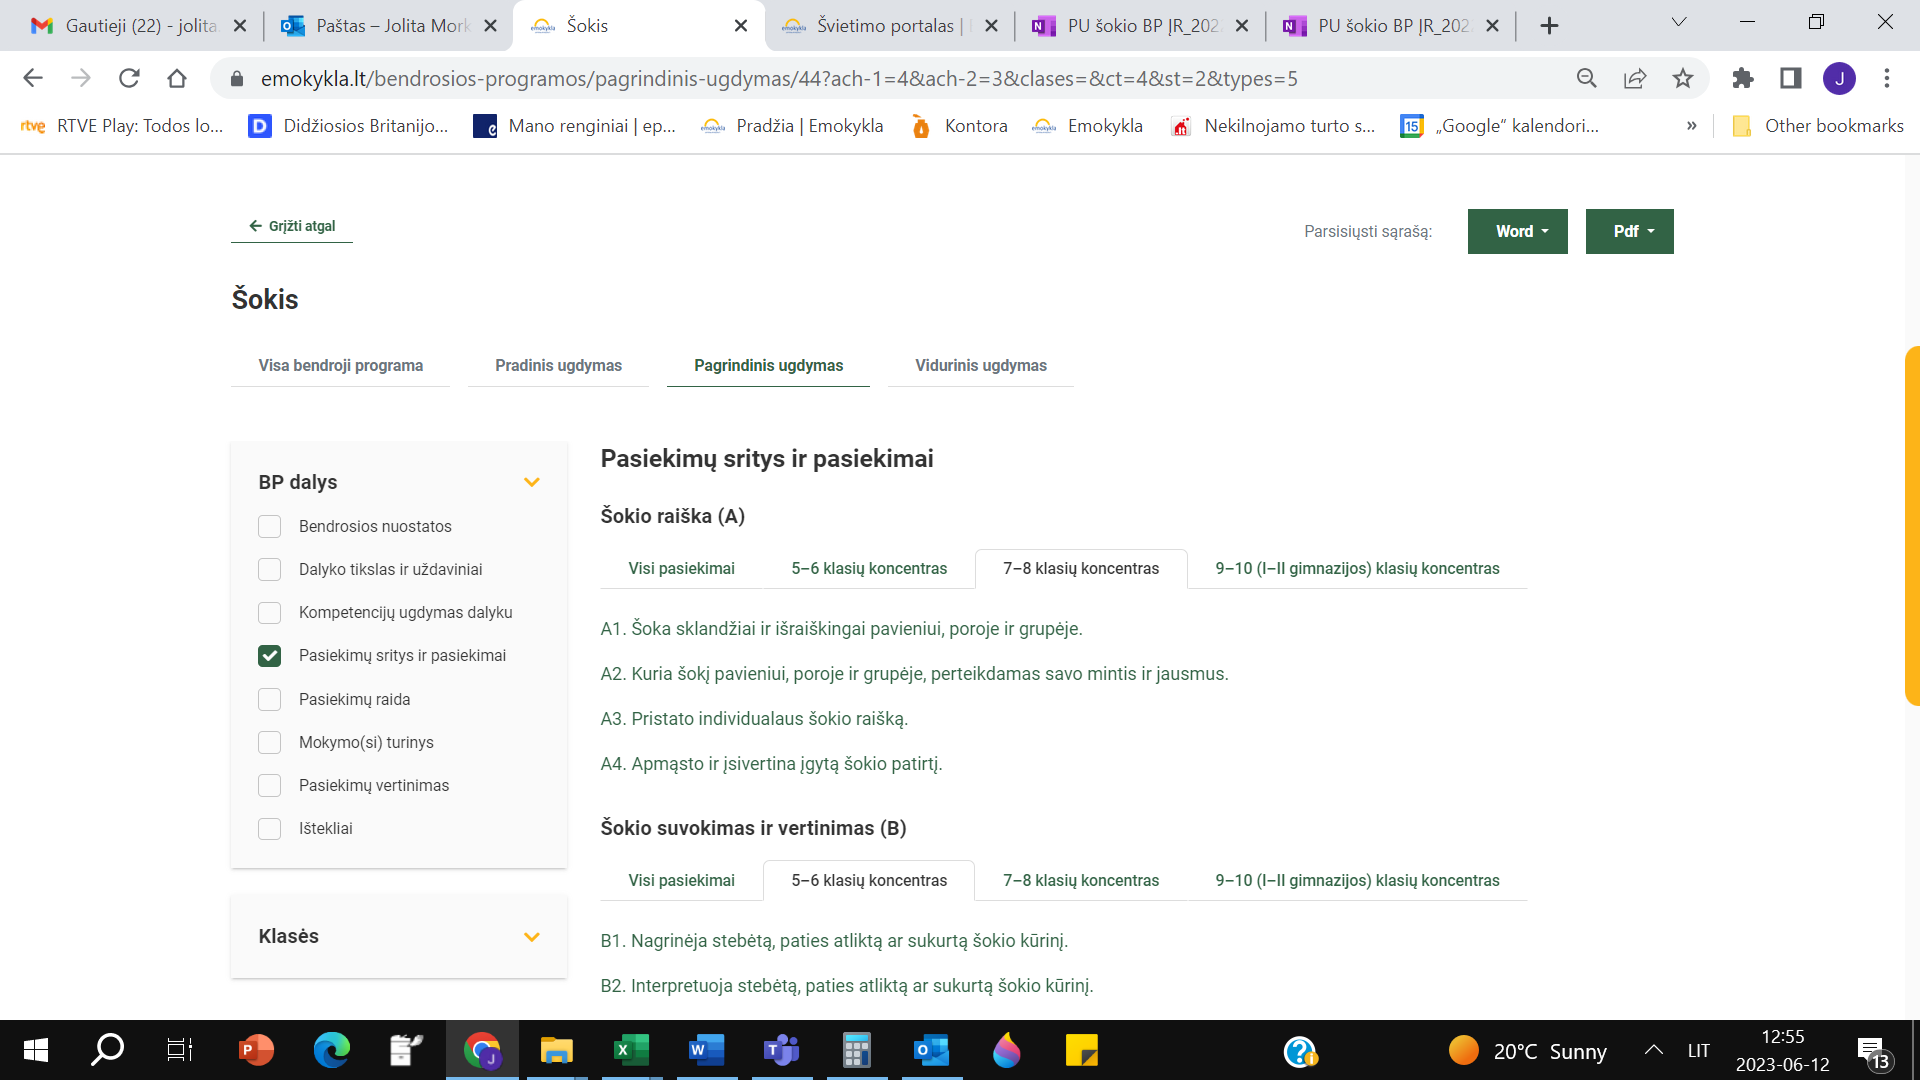 Gautieji (22) - jolita.
Paštas – Jolita Mork
Šokis
Švietimo portalas |
PU šokio BP ĮR_202
PU šokio BP ĮR_202
emokykla.lt/bendrosios-programos/pagrindinis-ugdymas/44?ach-1=4&ach-2=3&clases=&ct=4&st=2&types=5
J
rtve RTVE Play: Todos lo...
D Didžiosios Britanijo...
Mano renginiai | ep...
Pradžia | Emokykla
Kontora
Emokykla
Nekilnojamo turto s...
15 „Google“ kalendori...
»
Other bookmarks
Grįžti atgal
Parsisiųsti sąrašą:
Word
Pdf
Šokis
Visa bendroji programa
Pradinis ugdymas
Pagrindinis ugdymas
Vidurinis ugdymas
BP dalys
Bendrosios nuostatos
Dalyko tikslas ir uždaviniai
Kompetencijų ugdymas dalyku
Pasiekimų sritys ir pasiekimai
Pasiekimų raida
Mokymo(si) turinys
Pasiekimų vertinimas
Ištekliai
Klasės
Pasiekimų sritys ir pasiekimai
Šokio raiška (A)
Visi pasiekimai
5–6 klasių koncentras
7–8 klasių koncentras
9–10 (I–II gimnazijos) klasių koncentras
A1. Šoka sklandžiai ir išraiškingai pavieniui, poroje ir grupėje.
A2. Kuria šokį pavieniui, poroje ir grupėje, perteikdamas savo mintis ir jausmus.
A3. Pristato individualaus šokio raišką.
A4. Apmąsto ir įsivertina įgytą šokio patirtį.
Šokio suvokimas ir vertinimas (B)
Visi pasiekimai
5–6 klasių koncentras
7–8 klasių koncentras
9–10 (I–II gimnazijos) klasių koncentras
B1. Nagrinėja stebėtą, paties atliktą ar sukurtą šokio kūrinį.
B2. Interpretuoja stebėtą, paties atliktą ar sukurtą šokio kūrinį.
20°C Sunny
LIT
12:55
2023-06-12
13